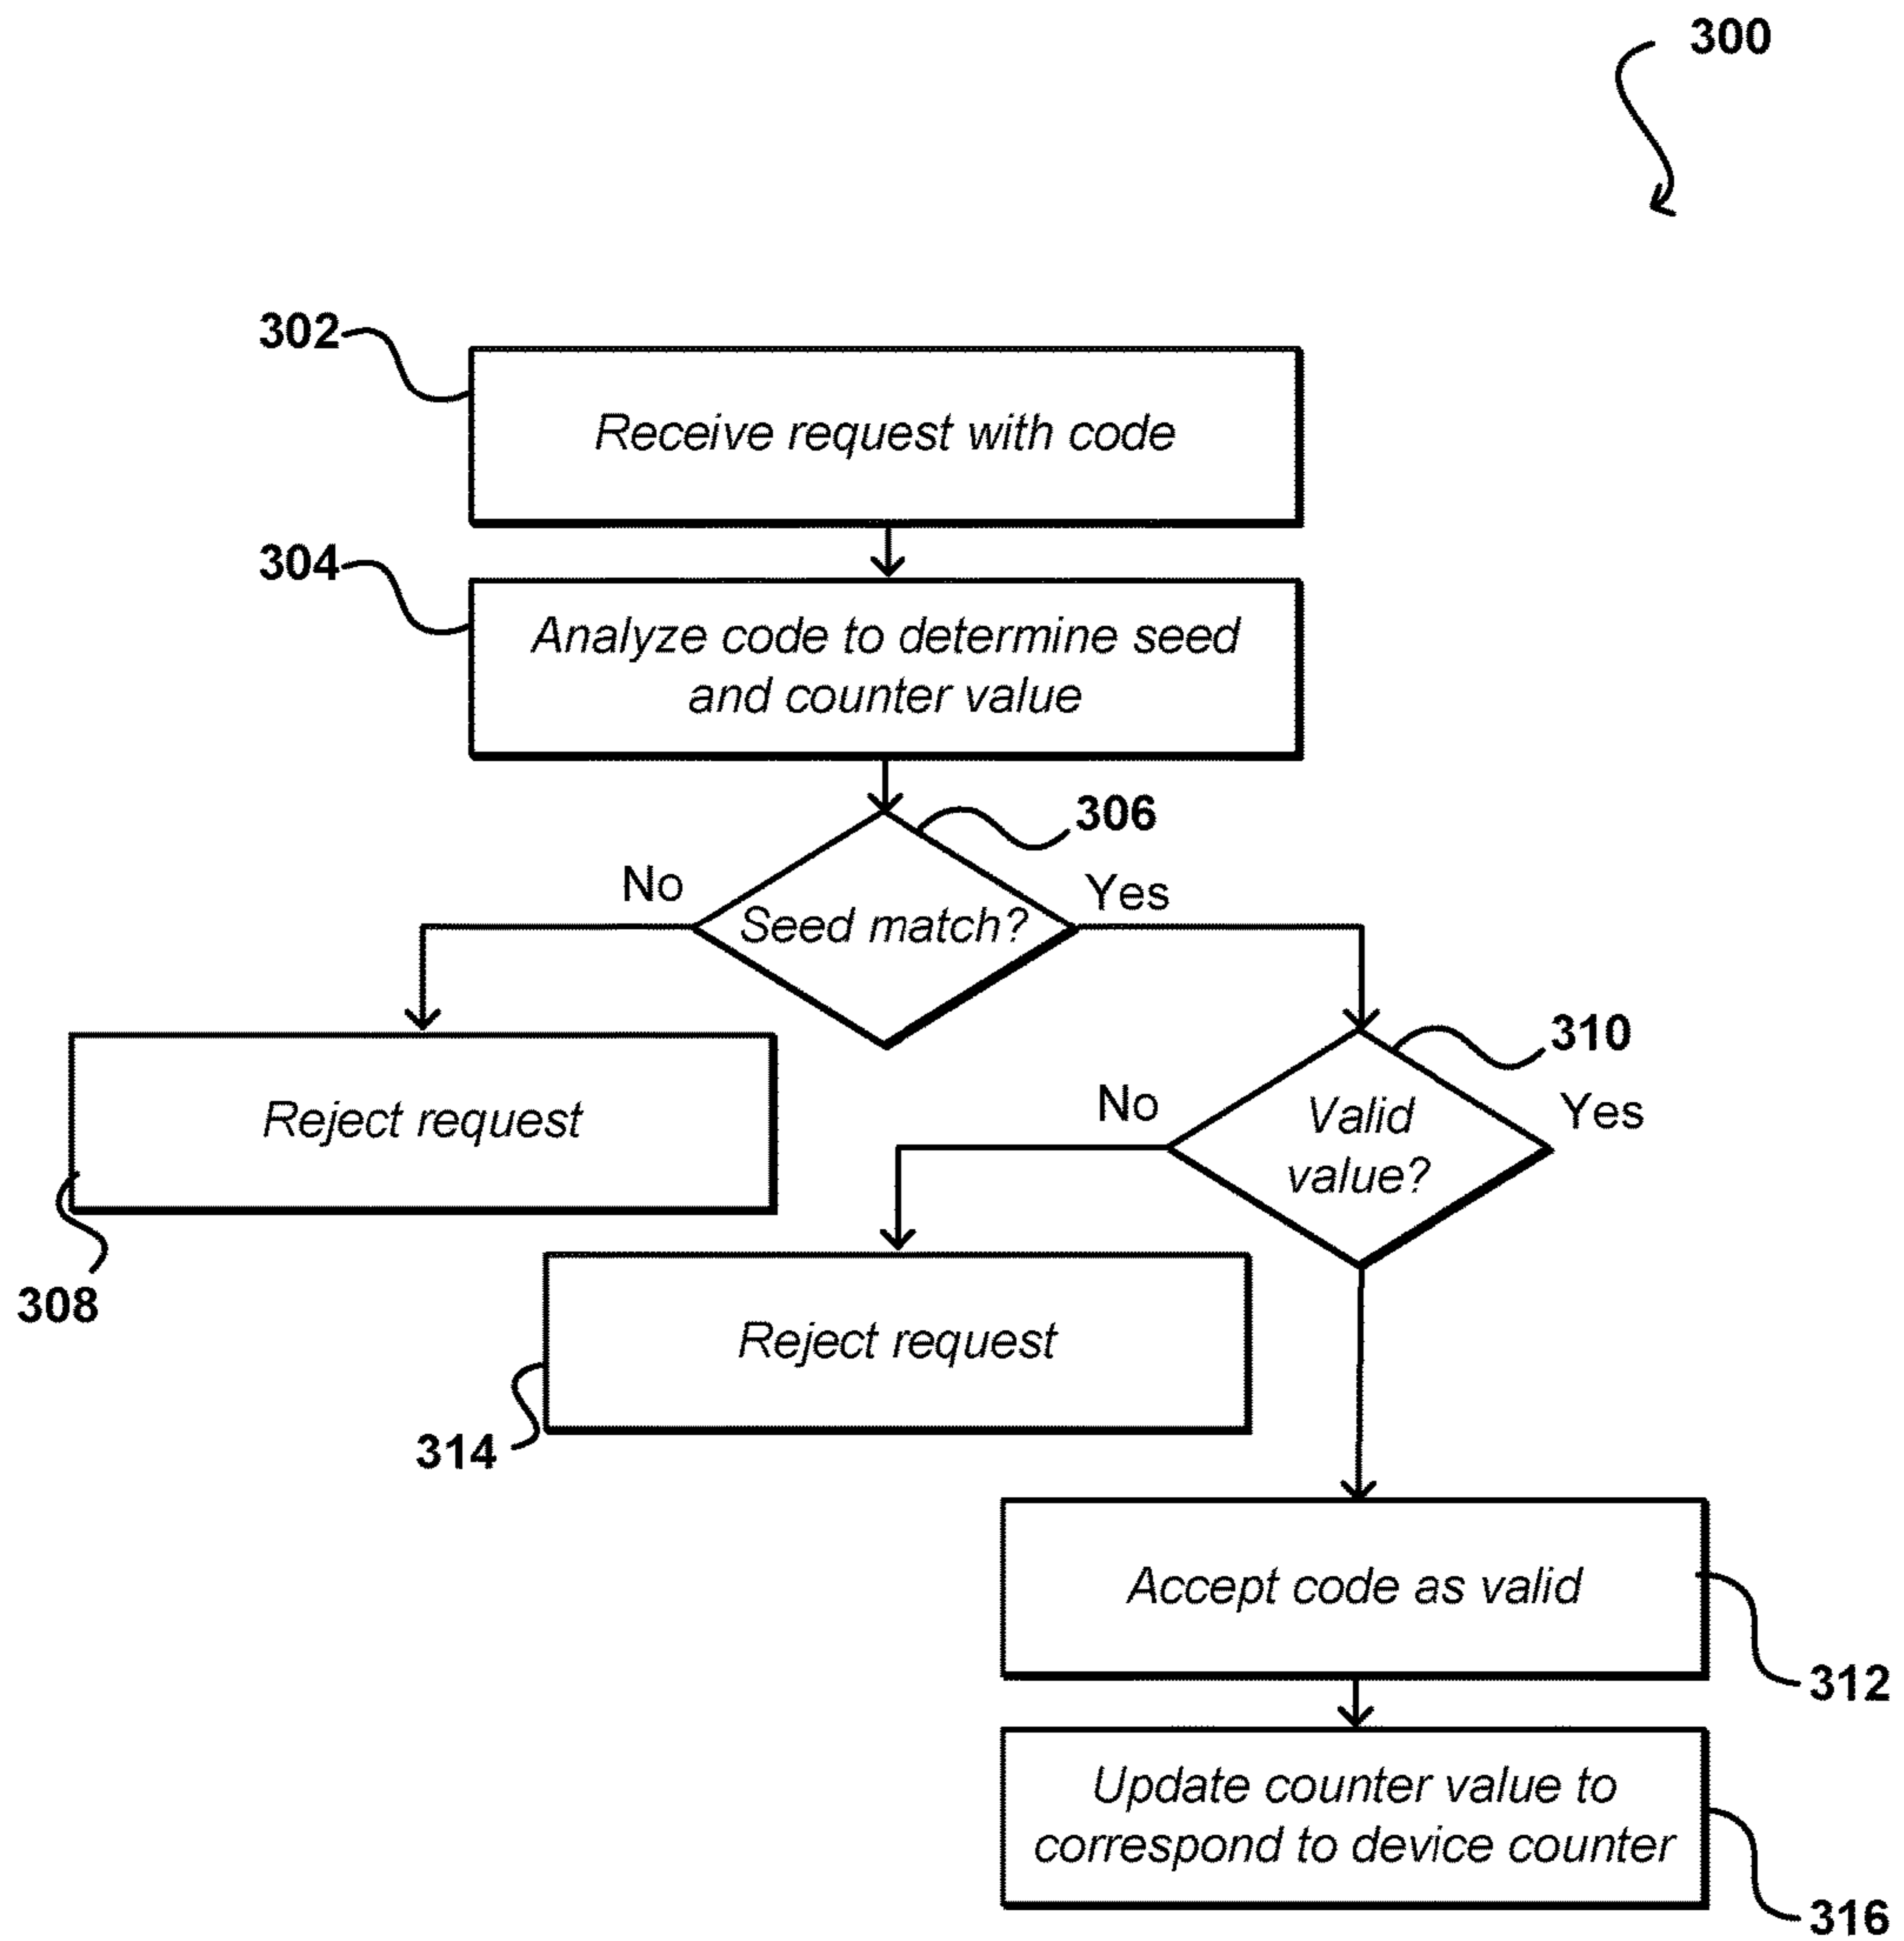 300
302
Receive request with code
304
Analyze code to determine seed
and counter value
306
No
Yes
Seed match?
310
No
Yes
Valid
value?
Reject request
308
Reject request
314
Accept code as valid
312
Update counter value to
correspond to device counter
316